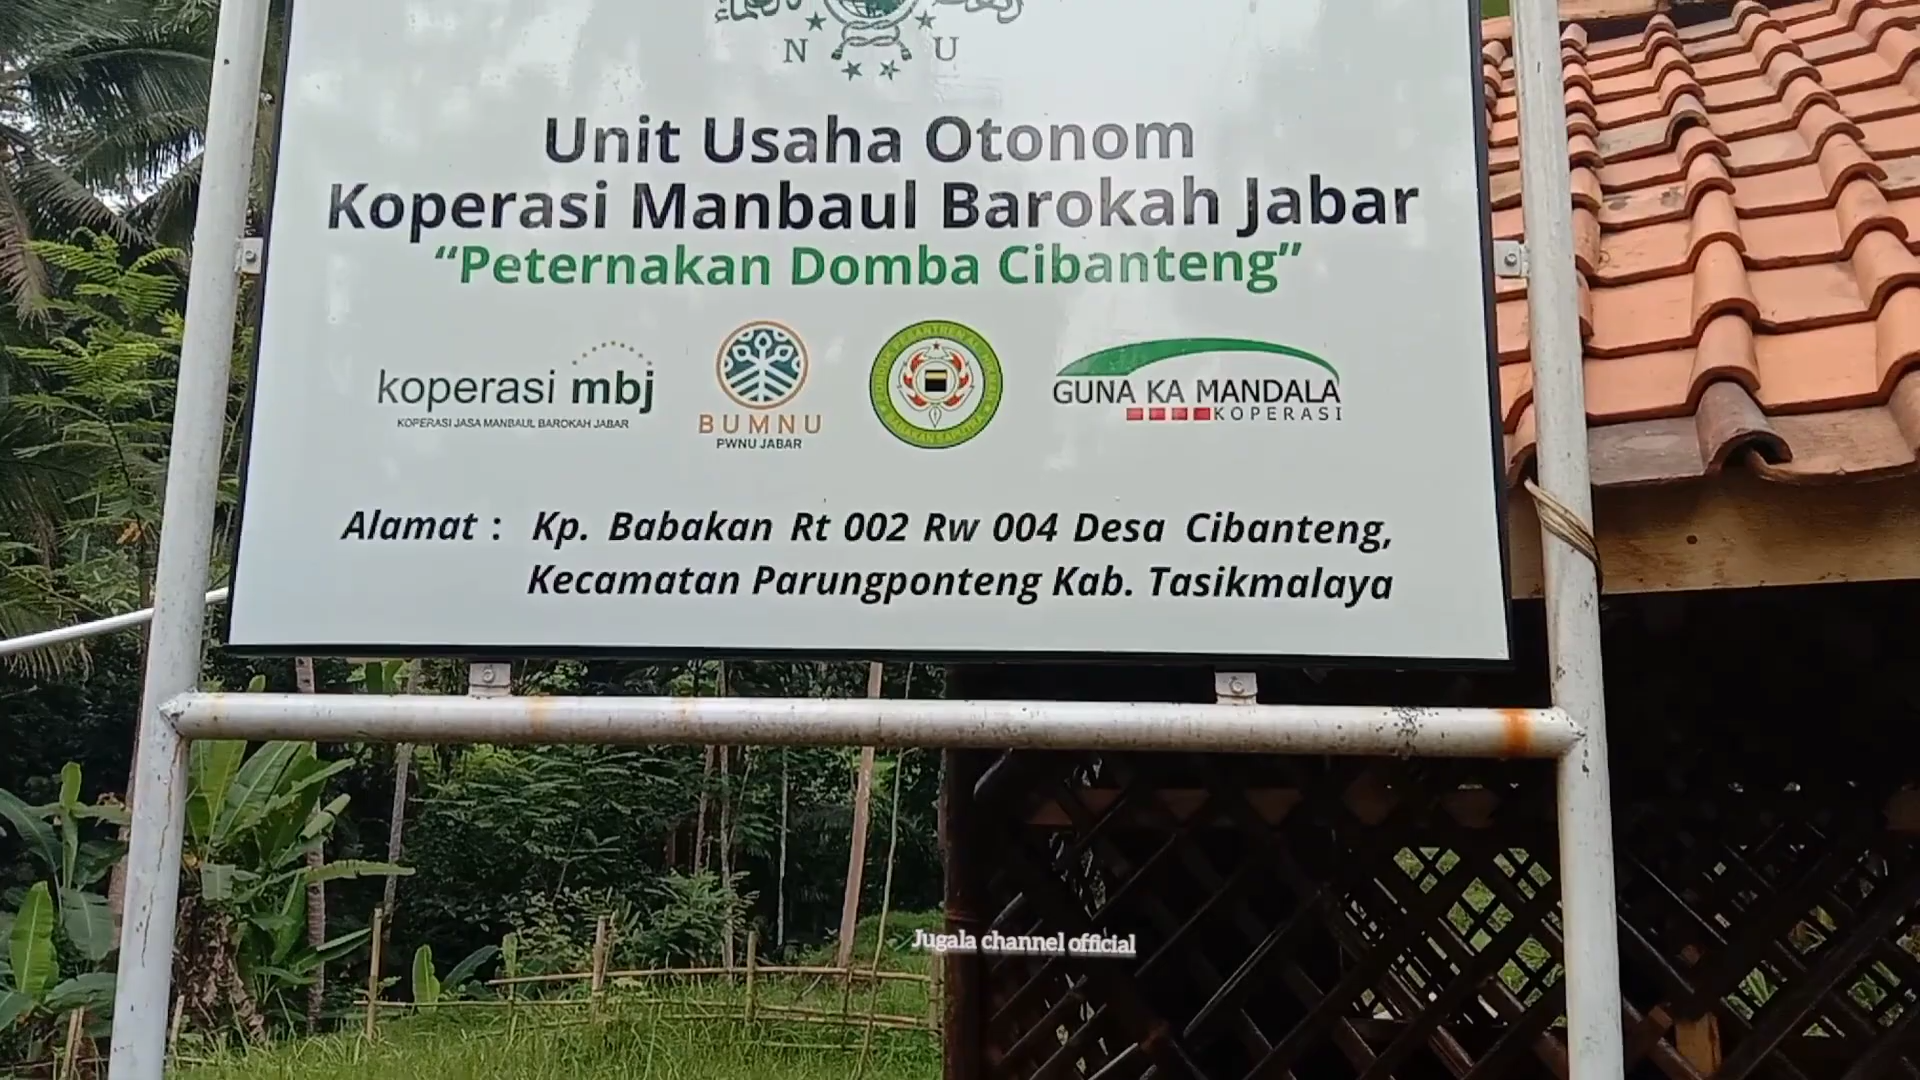 N U
Unit Usaha Otonom
Koperasi Manbaul Barokah Jabar
“Peternakan Domba Cibanteng”
koperasi mbj
KOPERASI JASA MANBAUL BAROKAH JABAR
BUMNU
PWNU JABAR
GUNA KA MANDALA
KOPERASI
Alamat : Kp. Babakan Rt 002 Rw 004 Desa Cibanteng,
Kecamatan Parungponteng Kab. Tasikmalaya
Jugala channel official